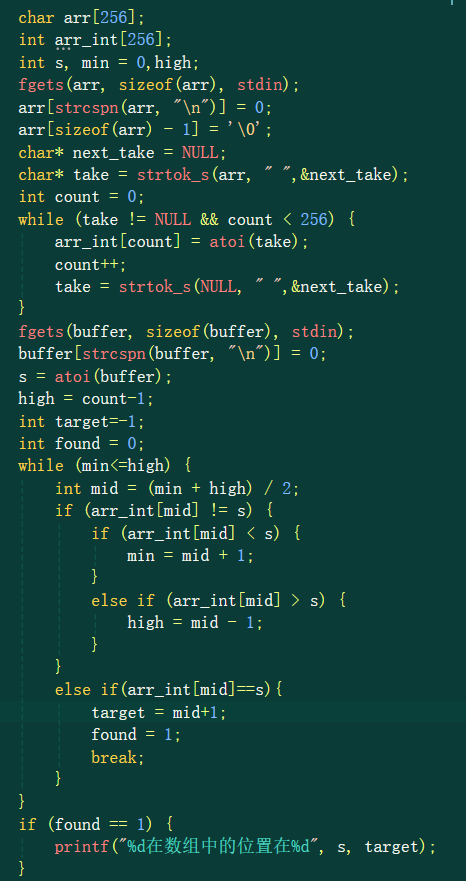 char arr[256];
int arr_int[256];
int s, min = 0,high;
fgets(arr, sizeof(arr), stdin);
arr[strcspn(arr, "\n")] = 0;
arr[sizeof(arr) - 1] = '\0';
char* next_take = NULL;
char* take = strtok_s(arr, " ",&next_take);
int count = 0;
while (take != NULL && count < 256) {
    arr_int[count] = atoi(take);
    count++;
    take = strtok_s(NULL, " ",&next_take);
}
fgets(buffer, sizeof(buffer), stdin);
buffer[strcspn(buffer, "\n")] = 0;
s = atoi(buffer);
high = count-1;
int target=-1;
int found = 0;
while (min<=high) {
    int mid = (min + high) / 2;
    if (arr_int[mid] != s) {
        if (arr_int[mid] < s) {
            min = mid + 1;
        }
        else if (arr_int[mid] > s) {
            high = mid - 1;
        }
    }
    else if(arr_int[mid]==s){
        target = mid+1;
        found = 1;
        break;
    }
}
if (found == 1) {
    printf("%d在数组中的位置在%d", s, target);
}